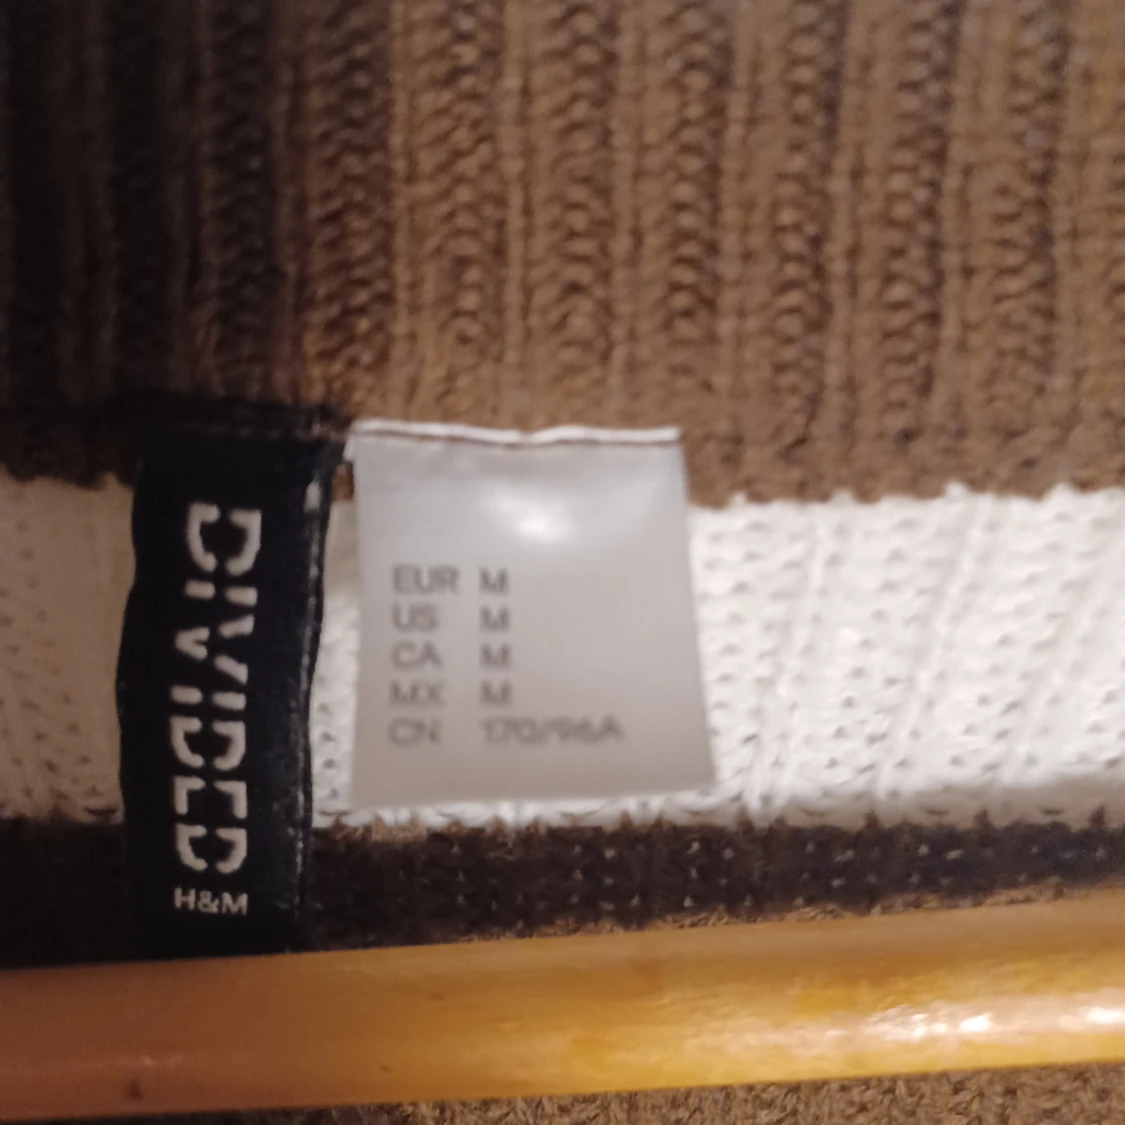 DIVIDED
H&M
EUR M
US M
CA M
MX M
CN 170/96A